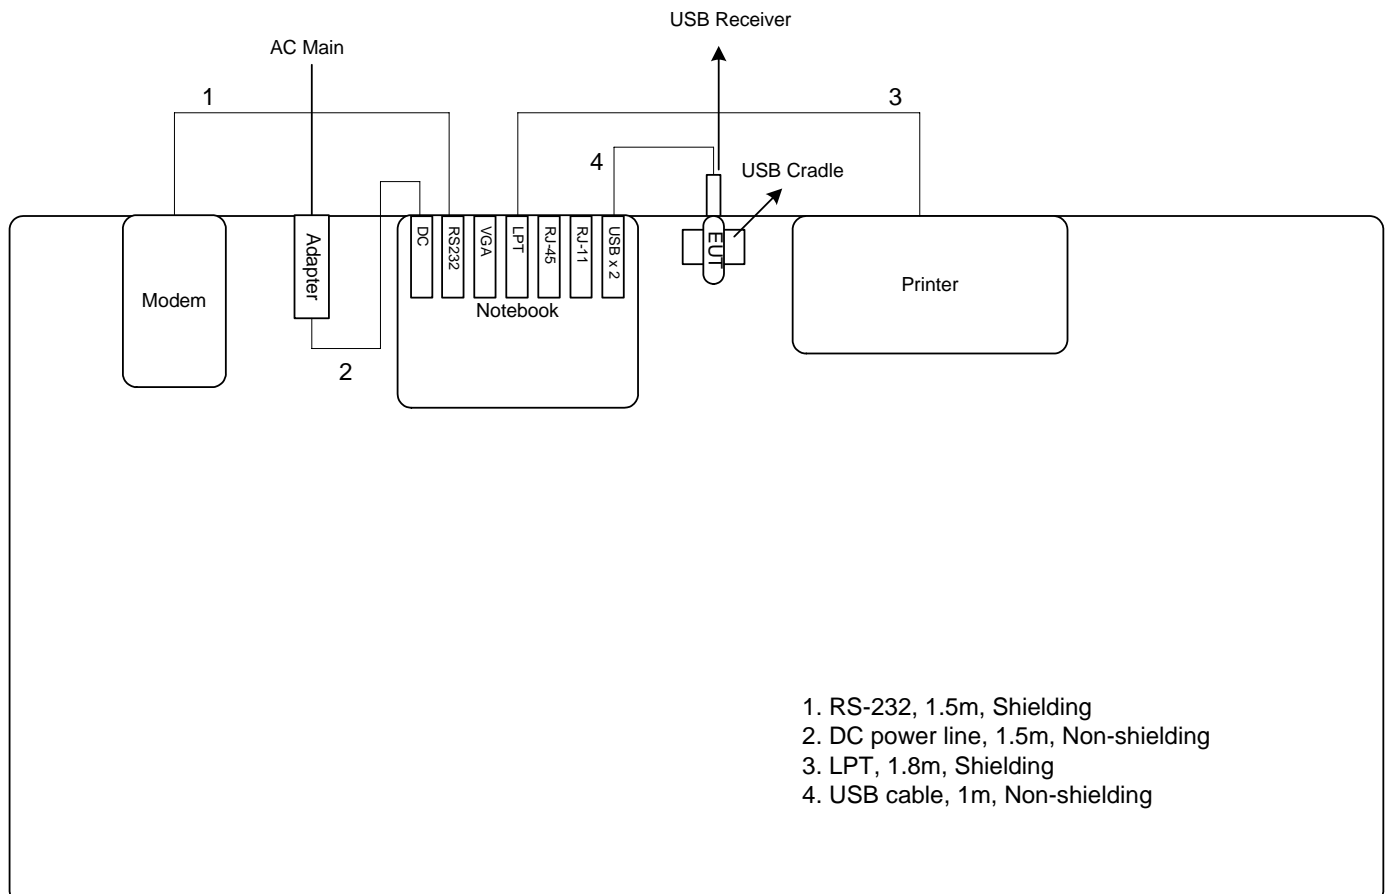 USB Receiver
AC Main
1
3
4
USB Cradle
Modem
Adapter
DC
RS232
VGA
LPT
RJ-45
RJ-11
USB x 2
EUT
Printer
Notebook
2
1. RS-232, 1.5m, Shielding
2. DC power line, 1.5m, Non-shielding
3. LPT, 1.8m, Shielding
4. USB cable, 1m, Non-shielding